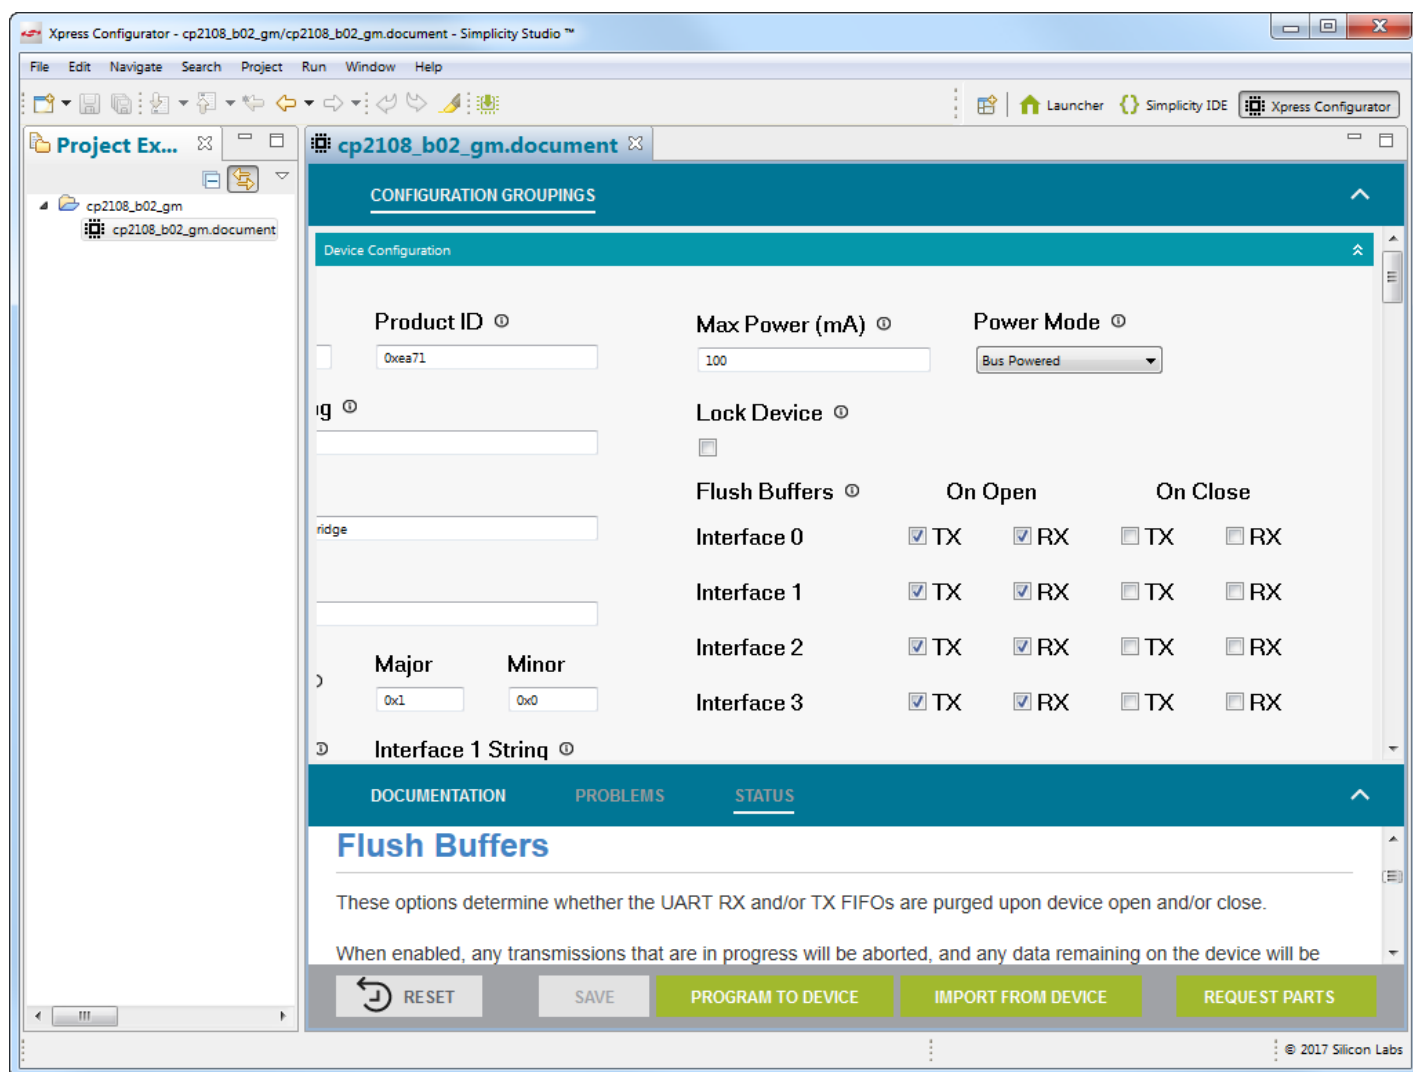 Xpress Configurator - cp2108_b02_gm/cp2108_b02_gm.document - Simplicity Studio ™
File Edit Navigate Search Project Run Window Help
Launcher Simplicity IDE Xpress Configurator
Project Ex...
cp2108_b02_gm.document
cp2108_b02_gm
cp2108_b02_gm.document
CONFIGURATION GROUPINGS
Device Configuration
Product ID
Max Power (mA)
Power Mode
0xea71
100
Bus Powered
ng
Lock Device
Flush Buffers On Open On Close
ridge
Interface 0 TX RX TX RX
Interface 1 TX RX TX RX
Interface 2 TX RX TX RX
Major Minor
0x1 0x0
Interface 3 TX RX TX RX
Interface 1 String
DOCUMENTATION PROBLEMS STATUS
Flush Buffers
These options determine whether the UART RX and/or TX FIFOs are purged upon device open and/or close.
When enabled, any transmissions that are in progress will be aborted, and any data remaining on the device will be
RESET SAVE PROGRAM TO DEVICE IMPORT FROM DEVICE REQUEST PARTS
© 2017 Silicon Labs